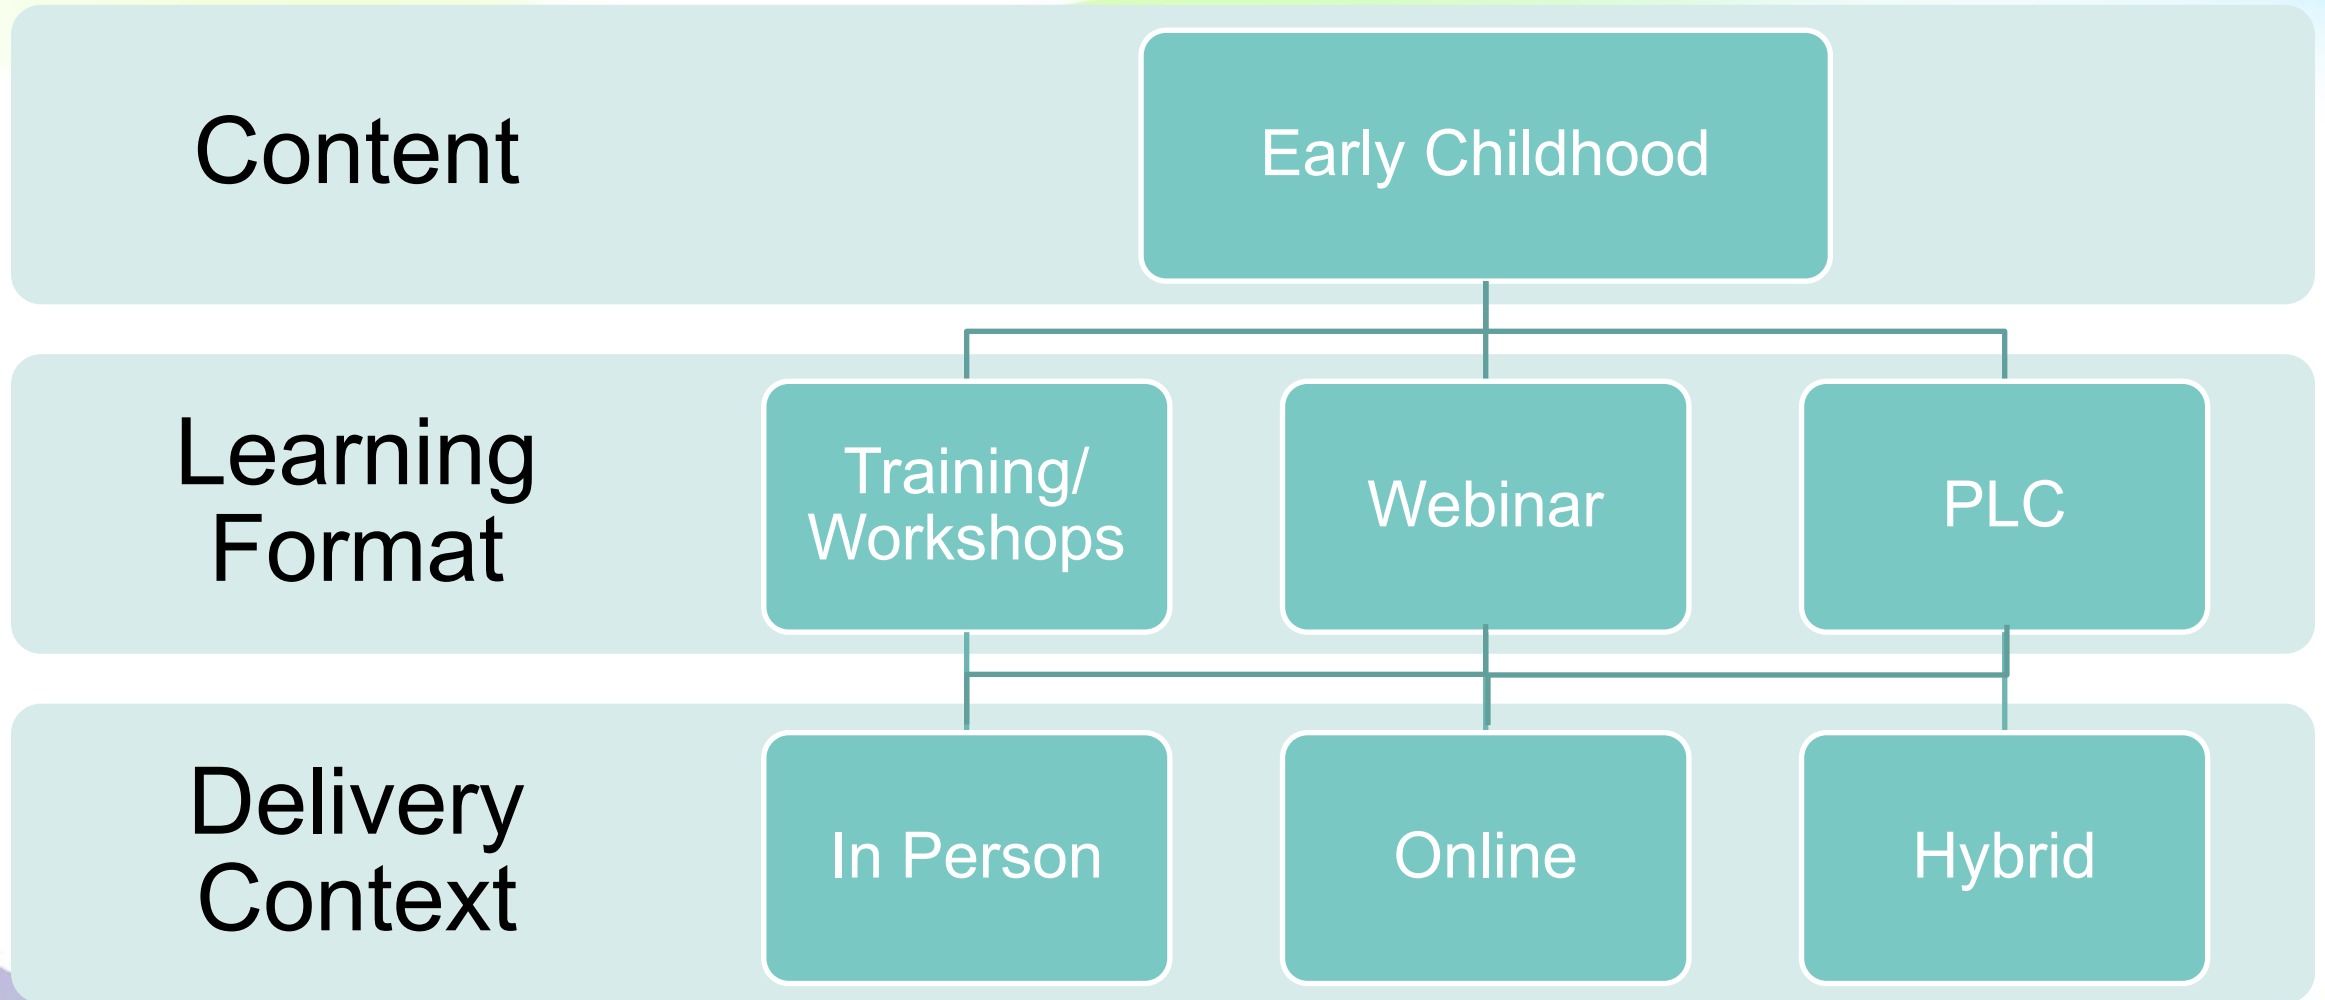 Content
Early Childhood
Learning
Format
Training/
Workshops
Webinar
PLC
Delivery
Context
In Person
Online
Hybrid